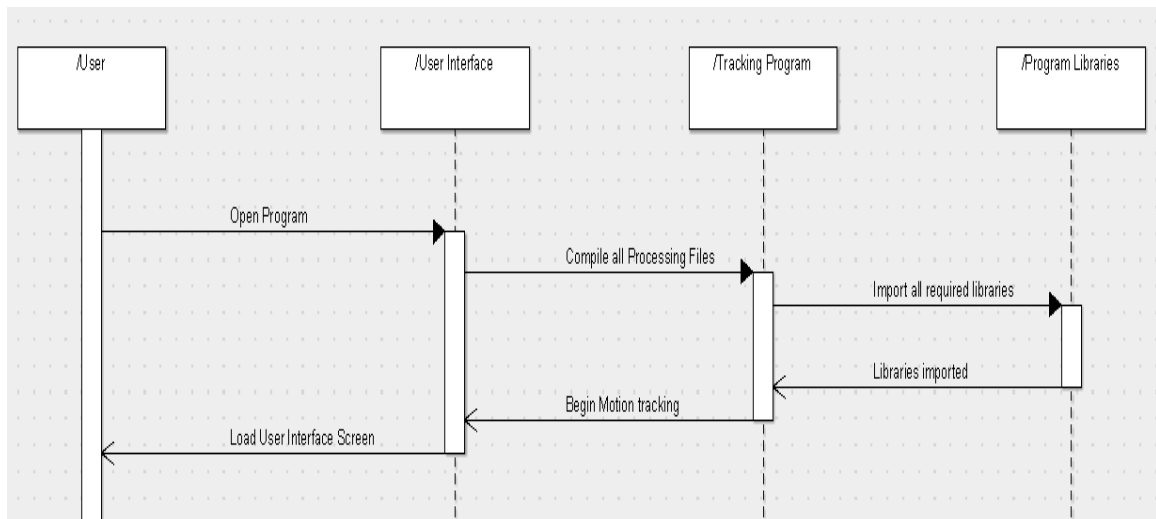 /User
/User Interface
/Tracking Program
/Program Libraries
Open Program
Compile all Processing Files
Import all required libraries
Libraries imported
Begin Motion tracking
Load User Interface Screen